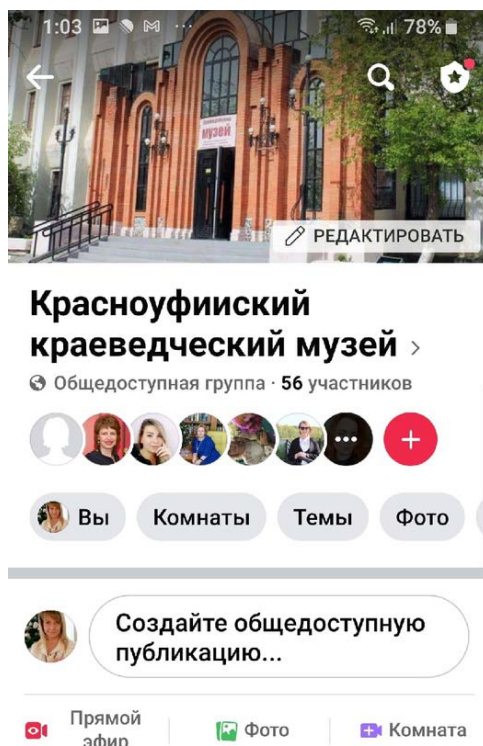 1:03
78%
музей
РЕДАКТИРОВАТЬ
Красноуфииский
краеведческий музей
Общедоступная группа · 56 участников
Вы
Комнаты
Темы
Фото
Создайте общедоступную
публикацию...
Прямой
эфир
Фото
Комната